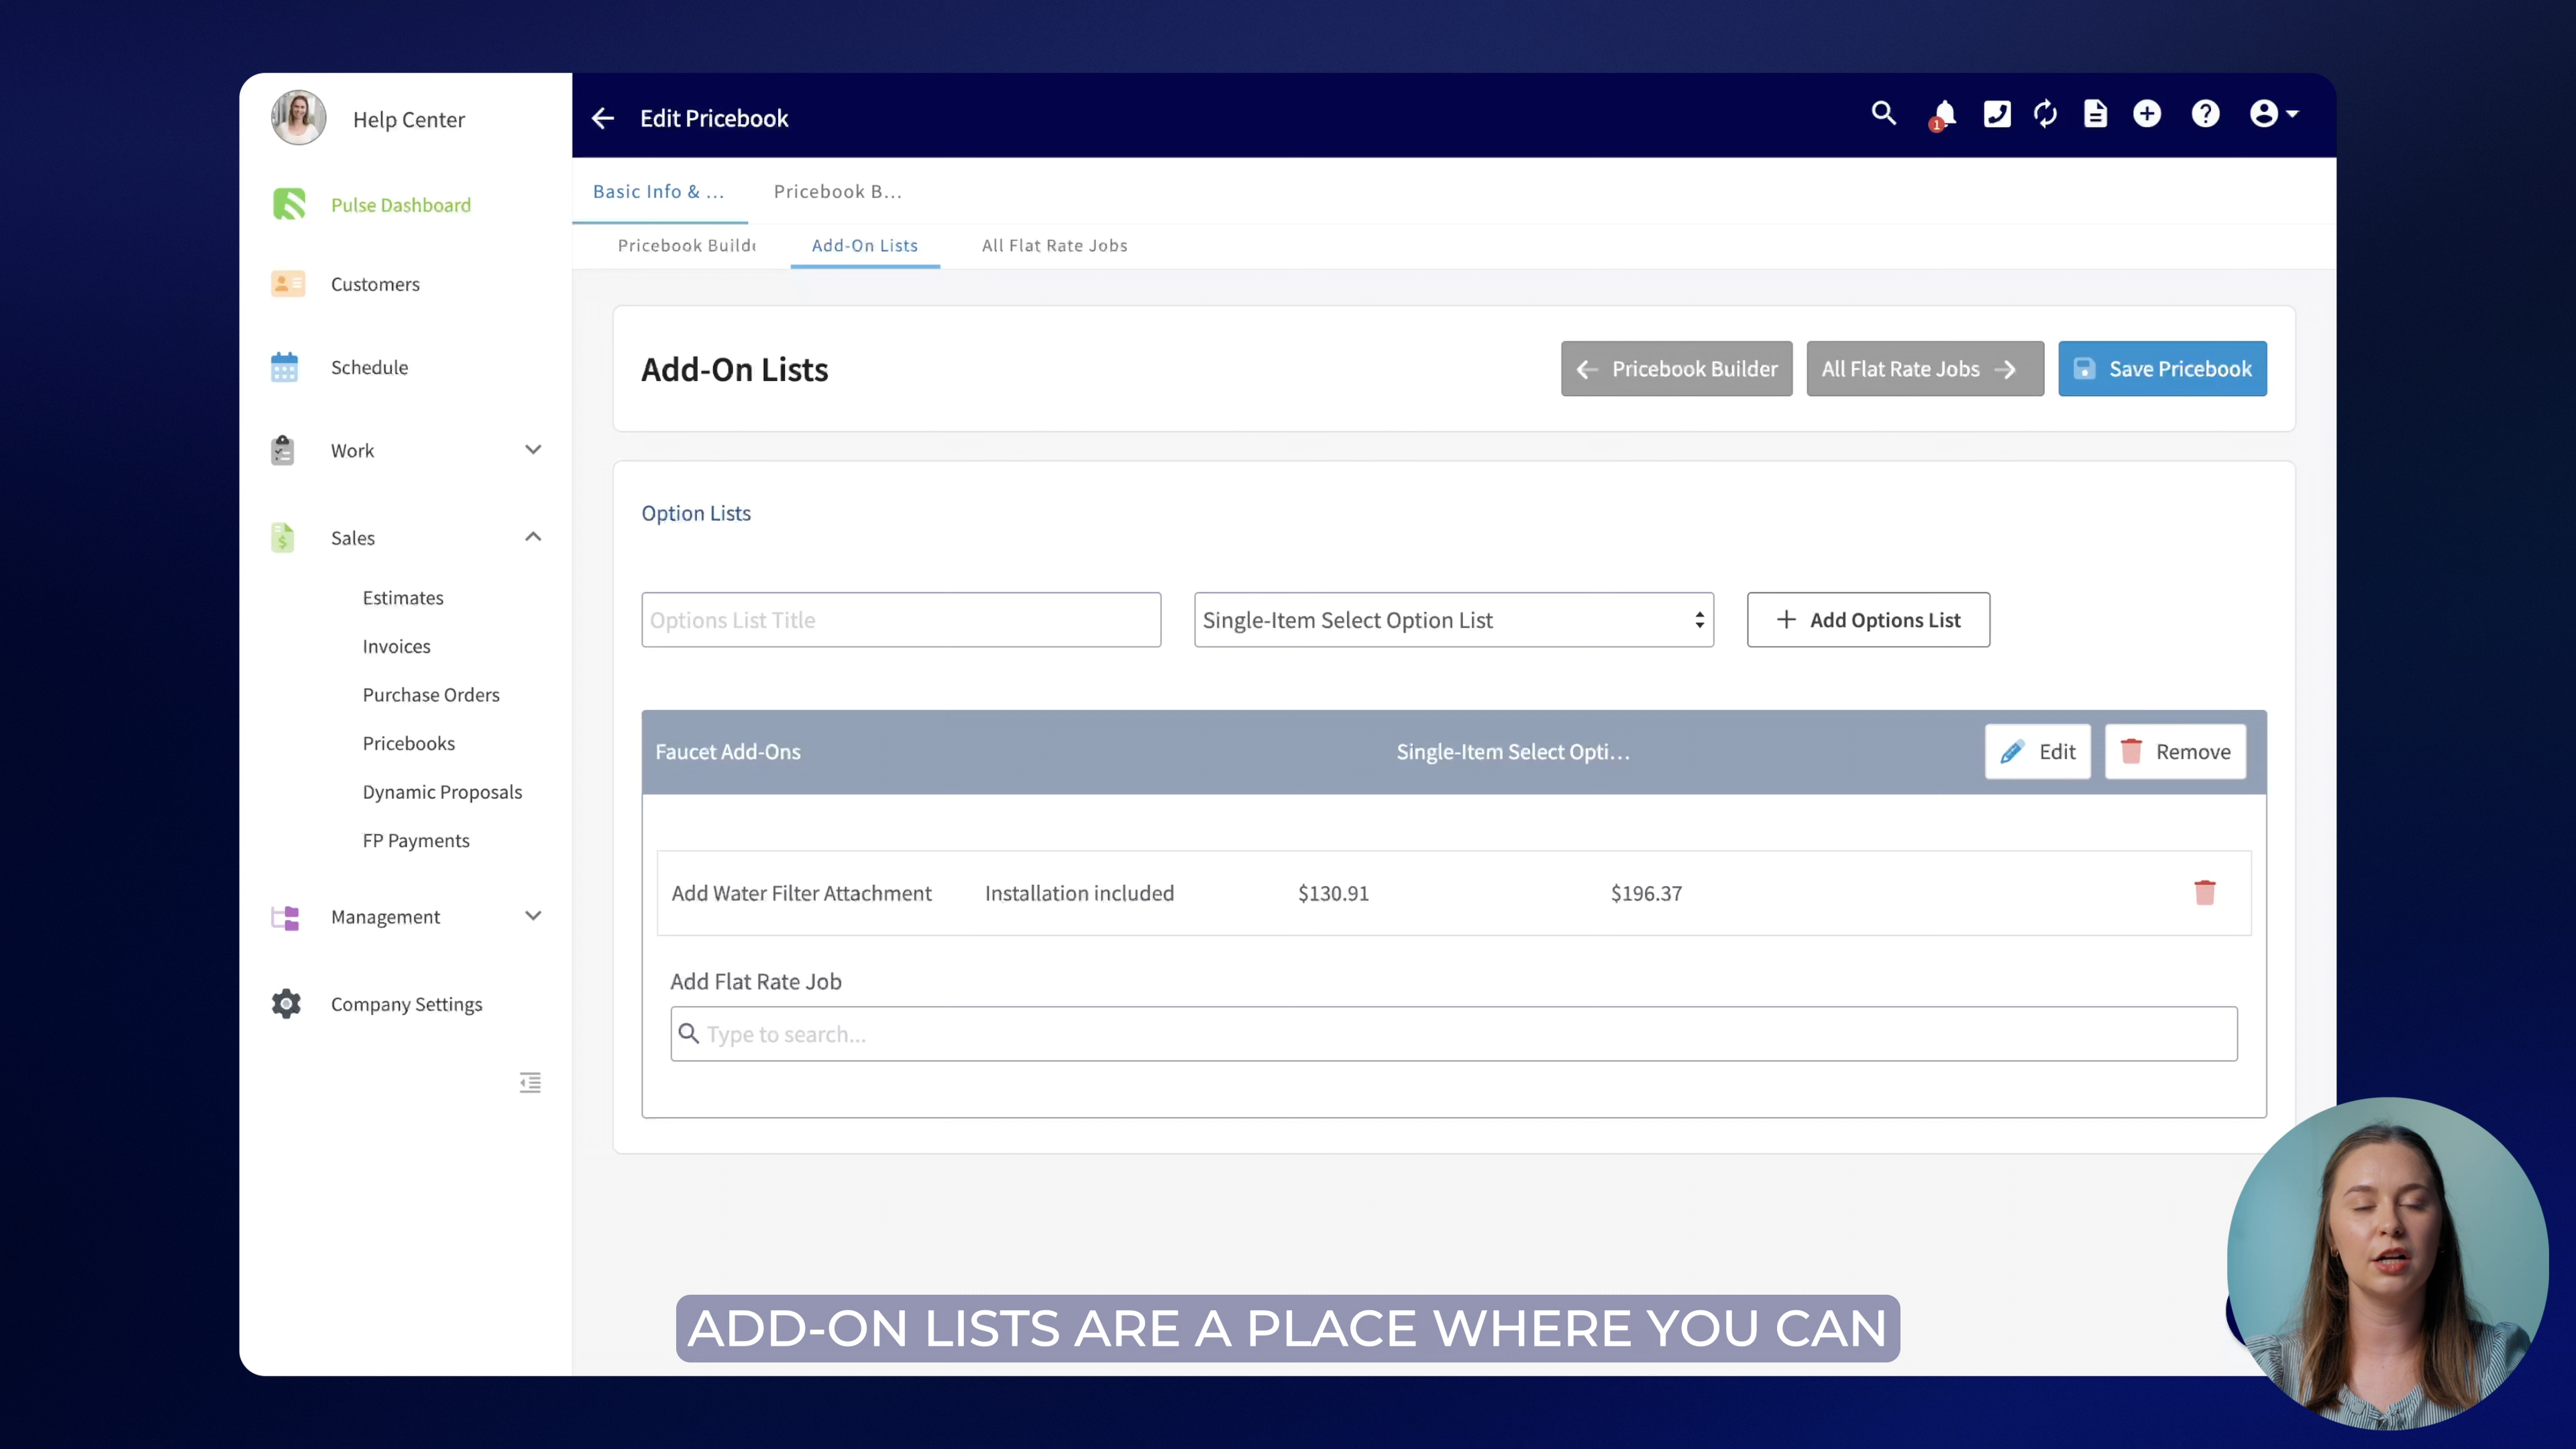 Help Center
Edit Pricebook
1
Pulse Dashboard
Customers
Schedule
Work
Sales
Estimates
Invoices
Purchase Orders
Pricebooks
Dynamic Proposals
FP Payments
Management
Company Settings
Basic Info & ...
Pricebook B...
Pricebook Builde
Add-On Lists
All Flat Rate Jobs
Add-On Lists
Pricebook Builder
All Flat Rate Jobs
Save Pricebook
Option Lists
Options List Title
Single-Item Select Option List
+ Add Options List
Faucet Add-Ons
Single-Item Select Opti...
Edit
Remove
Add Water Filter Attachment
Installation included
$130.91
$196.37
Add Flat Rate Job
Type to search...
ADD-ON LISTS ARE A PLACE WHERE YOU CAN